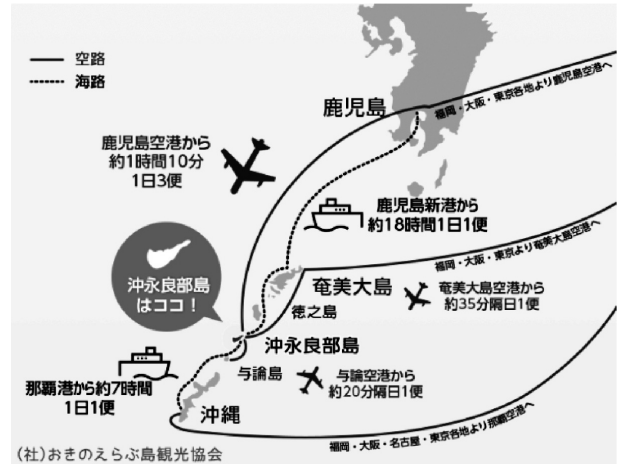 空路
海路
鹿児島
福岡・大阪・東京各地より鹿児島空港へ
鹿児島空港から
約1時間10分
1日3便
鹿児島新港から
約18時間1日1便
沖永良部島
はココ！
福岡・大阪・東京より奄美大島空港へ
奄美大島
奄美大島空港から
約35分隔日1便
徳之島
沖永良部島
与論島
与論空港から
約20分隔日1便
那覇港から約7時間
1日1便
沖縄
福岡・大阪・名古屋・東京各地より那覇空港へ
(社)おきのえらぶ島観光協会